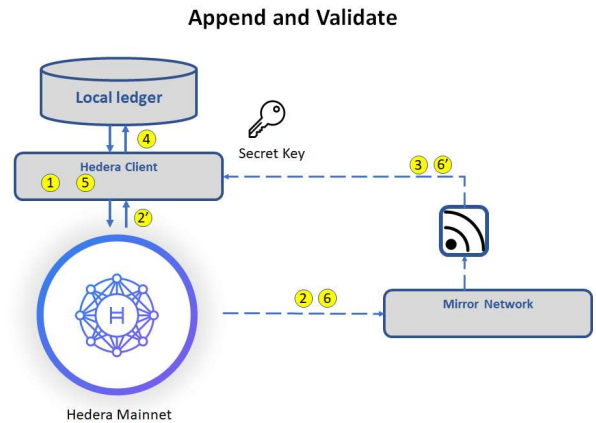 Append and Validate
Local ledger
4
Secret Key
Hedera Client
1 5
3 6'
2'
2 6
Mirror Network
Hedera Mainnet